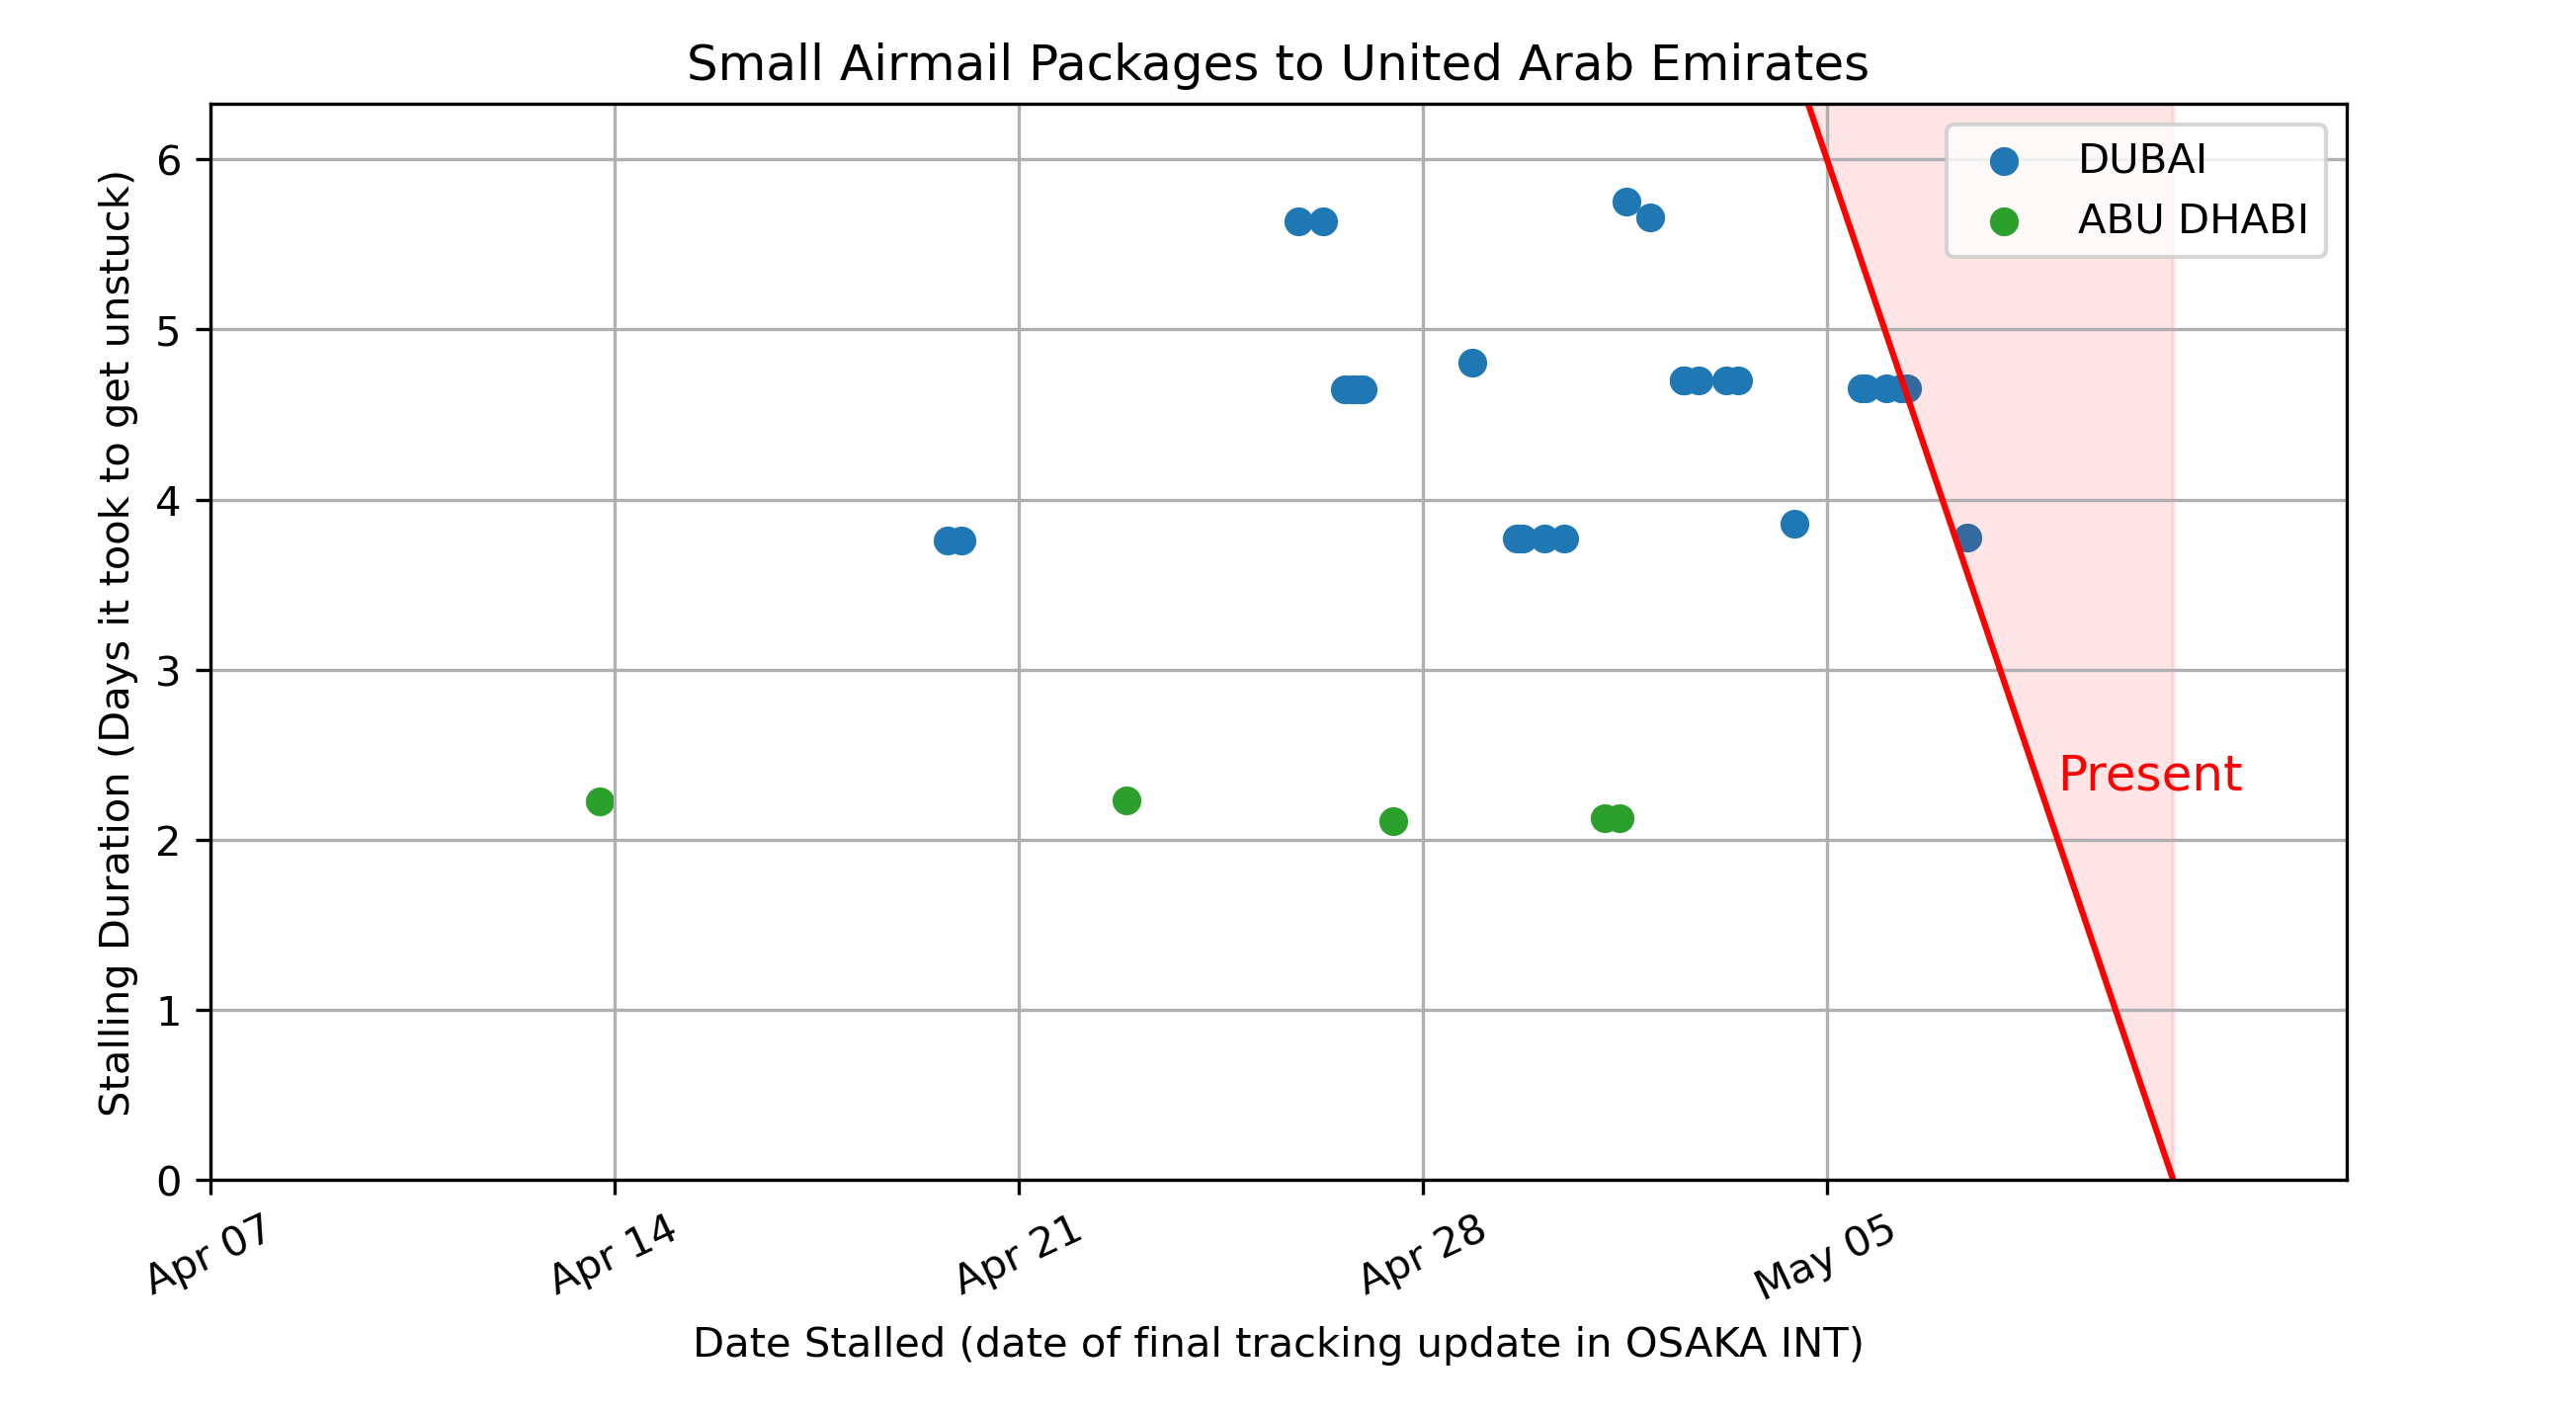 Small Airmail Packages to United Arab Emirates
DUBAI
ABU DHABI
Present
Stalling Duration (Days it took to get unstuck)
6
5
4
3
2
1
0
Apr 07
Apr 14
Apr 21
Apr 28
May 05
Date Stalled (date of final tracking update in OSAKA INT)